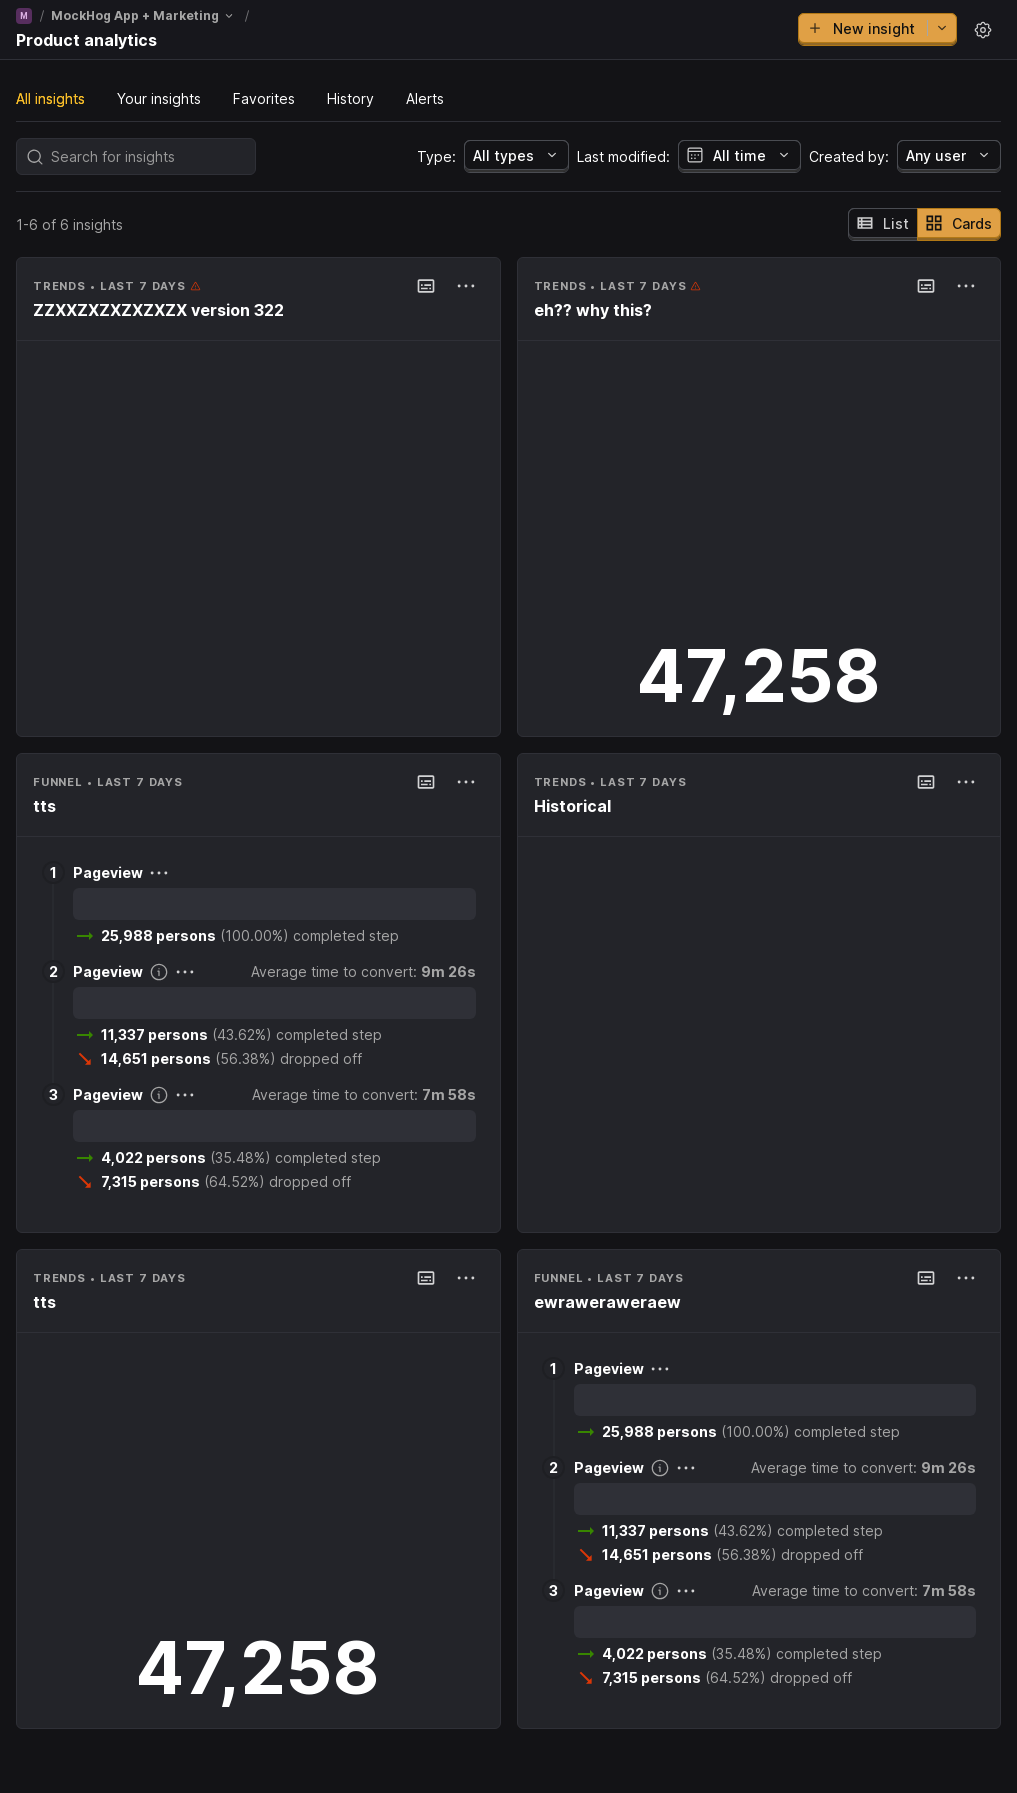 M / MockHog App + Marketing /
Product analytics
New insight
All insights Your insights Favorites History Alerts
Search for insights
Type: All types Last modified: All time Created by: Any user
1-6 of 6 insights
List Cards
TRENDS • LAST 7 DAYS
ZZXXZXZXZXZXZX version 322
TRENDS • LAST 7 DAYS
eh?? why this?
47,258
FUNNEL • LAST 7 DAYS
tts
1 Pageview
25,988 persons (100.00%) completed step
2 Pageview Average time to convert: 9m 26s
11,337 persons (43.62%) completed step
14,651 persons (56.38%) dropped off
3 Pageview Average time to convert: 7m 58s
4,022 persons (35.48%) completed step
7,315 persons (64.52%) dropped off
TRENDS • LAST 7 DAYS
Historical
TRENDS • LAST 7 DAYS
tts
47,258
FUNNEL • LAST 7 DAYS
ewraweraweraew
1 Pageview
25,988 persons (100.00%) completed step
2 Pageview Average time to convert: 9m 26s
11,337 persons (43.62%) completed step
14,651 persons (56.38%) dropped off
3 Pageview Average time to convert: 7m 58s
4,022 persons (35.48%) completed step
7,315 persons (64.52%) dropped off